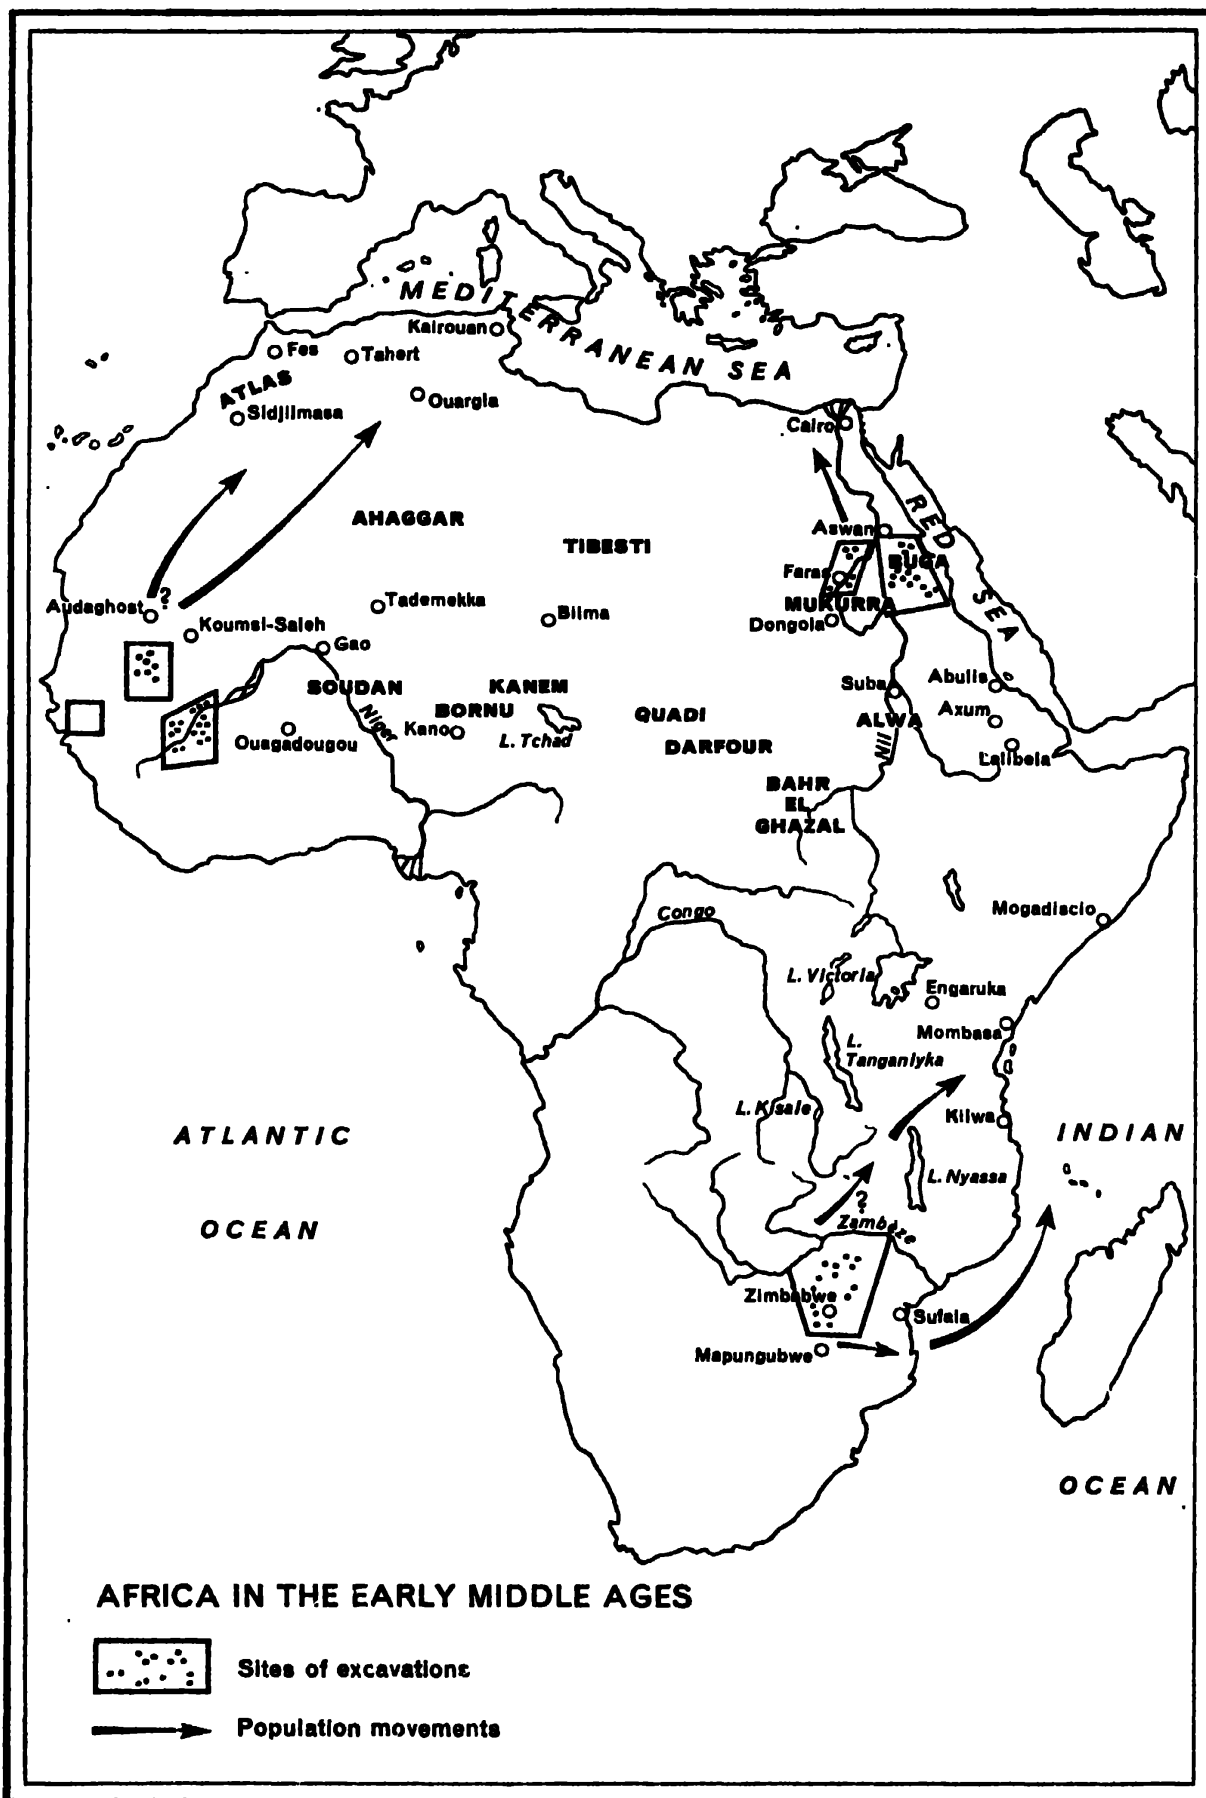 MEDITERRANEAN SEA
Kairouan
Fes
Tahert
ATLAS
Ouargla
Sidjilmasa
Cairo
RED SEA
AHAGGAR
TIBESTI
Aswan
BUGA
Faras
?
Audaghost
Tademekka
Bilma
MUKURRA
Koumsi-Saleh
Dongola
Gao
SOUDAN
KANEM
Suba
Abulis
BORNU
QUADI
Axum
Niger
Kano
ALWA
Ouagadougou
L. Tchad
DARFOUR
Nil
Lalibela
BAHR
EL
GHAZAL
Congo
Mogadiscio
L. Victoria
Engaruka
Mombasa
L.
Tanganiyka
L. Kisale
Kilwa
ATLANTIC
INDIAN
L. Nyassa
?
OCEAN
Zambeze
Zimbabwe
Sufala
Mapungubwe
OCEAN
AFRICA IN THE EARLY MIDDLE AGES
Sites of excavations
Population movements